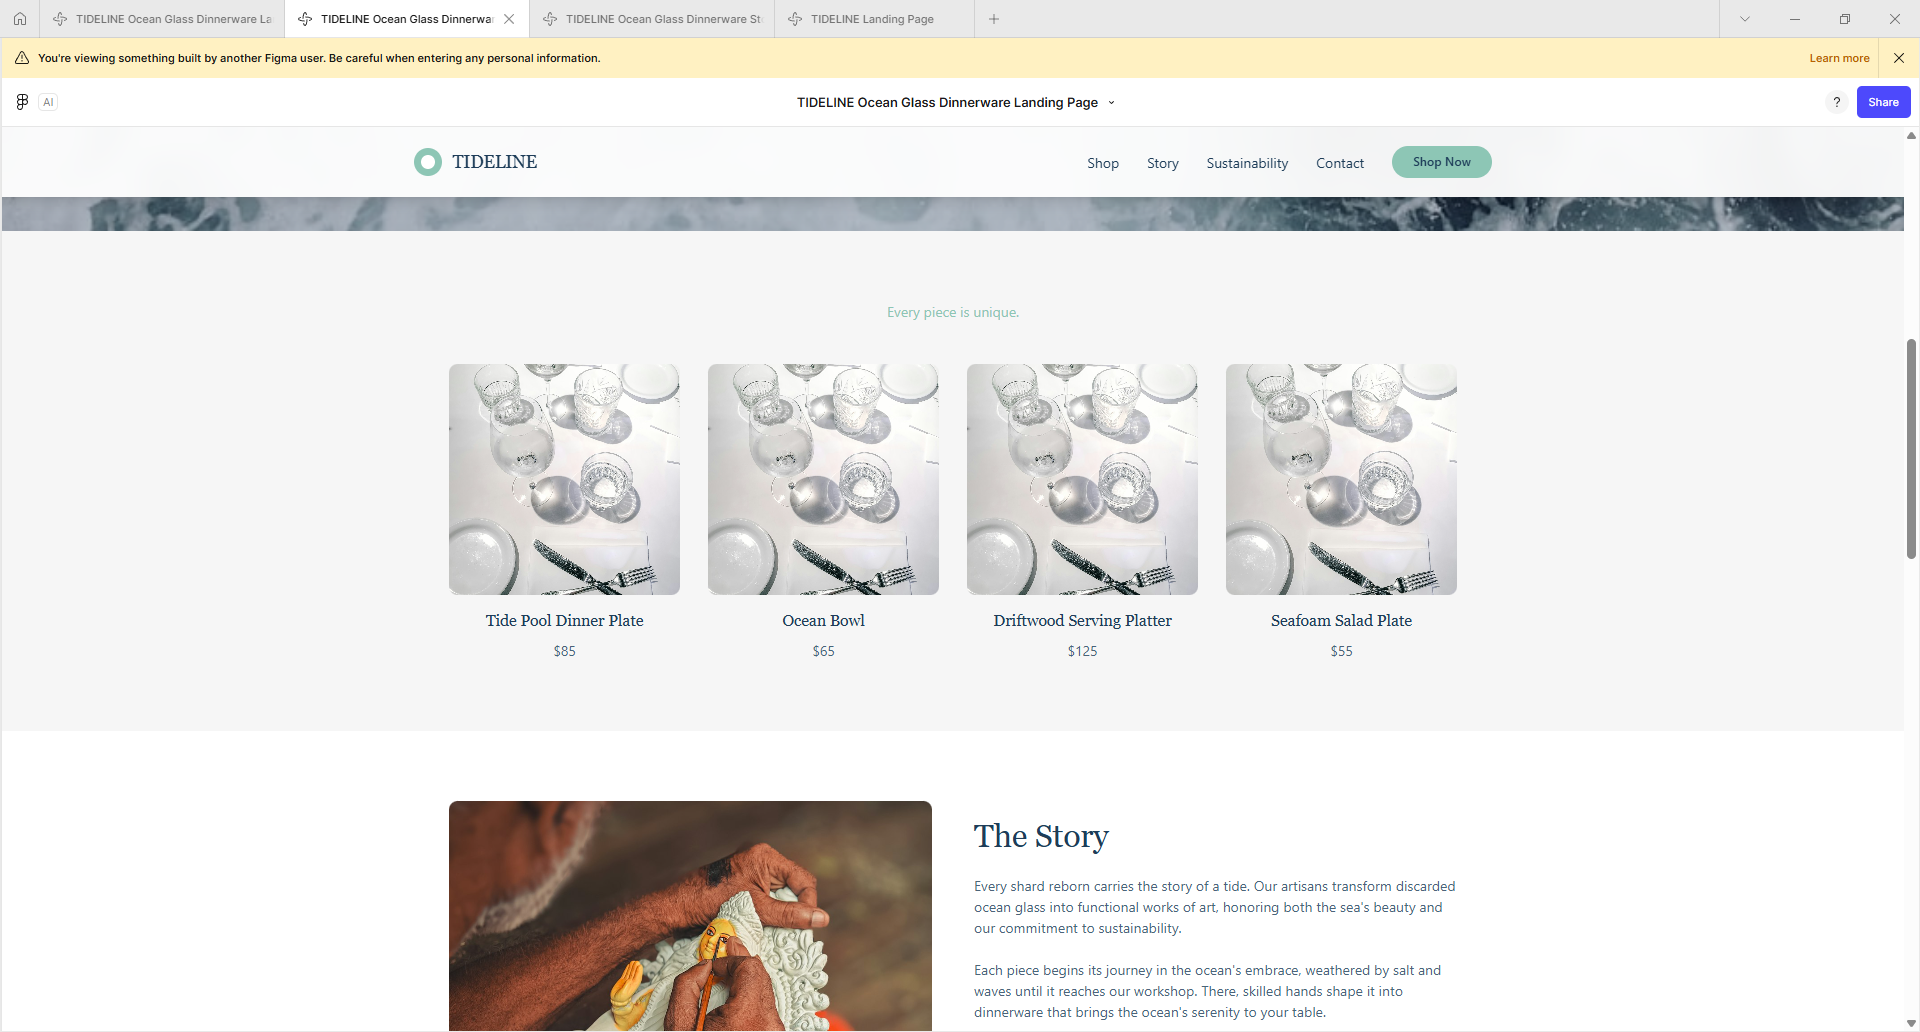 TIDELINE Ocean Glass Dinnerware La
TIDELINE Ocean Glass Dinnerwa
TIDELINE Ocean Glass Dinnerware St
TIDELINE Landing Page
You're viewing something built by another Figma user. Be careful when entering any personal information.
Learn more
AI
TIDELINE Ocean Glass Dinnerware Landing Page
?
Share
TIDELINE
Shop
Story
Sustainability
Contact
Shop Now
Every piece is unique.
Tide Pool Dinner Plate
Ocean Bowl
Driftwood Serving Platter
Seafoam Salad Plate
$85
$65
$125
$55
The Story
Every shard reborn carries the story of a tide. Our artisans transform discarded
ocean glass into functional works of art, honoring both the sea's beauty and
our commitment to sustainability.
Each piece begins its journey in the ocean's embrace, weathered by salt and
waves until it reaches our workshop. There, skilled hands shape it into
dinnerware that brings the ocean's serenity to your table.